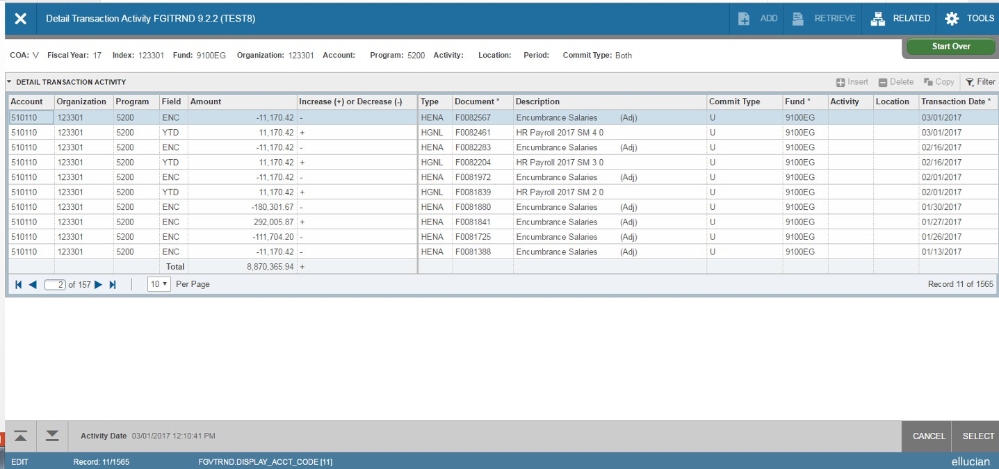 Detail Transaction Activity FGITRND 9.2.2 (TEST8) ADD RETRIEVE RELATED TOOLS
COA: V Fiscal Year: 17 Index: 123301 Fund: 9100EG Organization: 123301 Account: Program: 5200 Activity: Location: Period: Commit Type: Both Start Over
DETAIL TRANSACTION ACTIVITY Insert Delete Copy Filter
Account Organization Program Field Amount Increase (+) or Decrease (-) Type Document * Description Commit Type Fund * Activity Location Transaction Date *
510110 123301 5200 ENC -11,170.42 - HENA F0082567 Encumbrance Salaries (Adj) U 9100EG 03/01/2017
510110 123301 5200 YTD 11,170.42 + HGNL F0082461 HR Payroll 2017 SM 4 0 U 9100EG 03/01/2017
510110 123301 5200 ENC -11,170.42 - HENA F0082283 Encumbrance Salaries (Adj) U 9100EG 02/16/2017
510110 123301 5200 YTD 11,170.42 + HGNL F0082204 HR Payroll 2017 SM 3 0 U 9100EG 02/16/2017
510110 123301 5200 ENC -11,170.42 - HENA F0081972 Encumbrance Salaries (Adj) U 9100EG 02/01/2017
510110 123301 5200 YTD 11,170.42 + HGNL F0081839 HR Payroll 2017 SM 2 0 U 9100EG 02/01/2017
510110 123301 5200 ENC -180,301.67 - HENA F0081880 Encumbrance Salaries (Adj) U 9100EG 01/30/2017
510110 123301 5200 ENC 292,005.87 + HENA F0081841 Encumbrance Salaries (Adj) U 9100EG 01/27/2017
510110 123301 5200 ENC -111,704.20 - HENA F0081725 Encumbrance Salaries (Adj) U 9100EG 01/26/2017
510110 123301 5200 ENC -11,170.42 - HENA F0081388 Encumbrance Salaries (Adj) U 9100EG 01/13/2017
Total 8,870,365.94 +
2 of 157 10 Per Page Record 11 of 1565
Activity Date 03/01/2017 12:10:41 PM CANCEL SELECT
EDIT Record: 11/1565 FGVTRND.DISPLAY_ACCT_CODE [11] ellucian